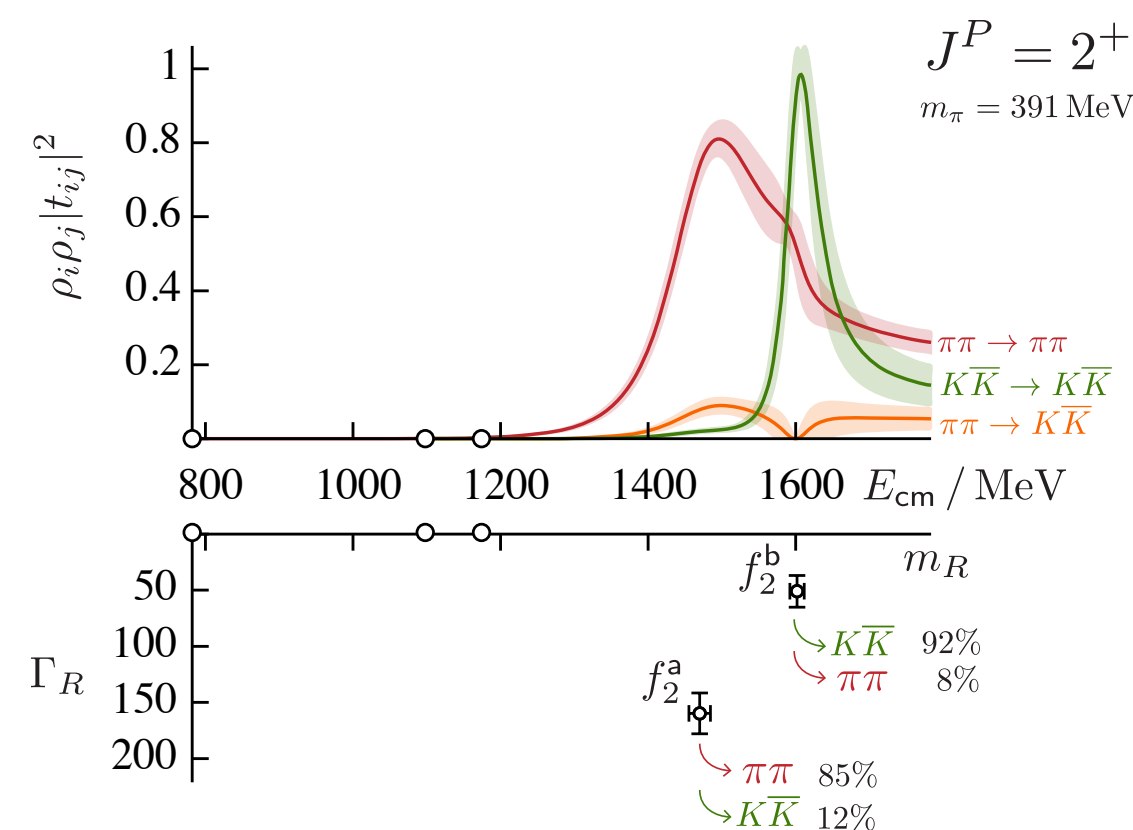 J^P = 2^+
m_π = 391 MeV
ρ_iρ_j|t_ij|^2
1
0.8
0.6
0.4
0.2
ππ → ππ
KK̅ → KK̅
ππ → KK̅
800 1000 1200 1400 1600 E_cm / MeV
m_R
Γ_R
50
100
150
200
f_2^b
KK̅ 92%
ππ 8%
f_2^a
ππ 85%
KK̅ 12%